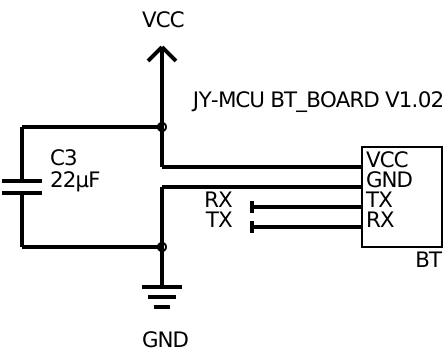 VCC
JY-MCU BT_BOARD V1.02
C3
22µF
VCC
GND
RX
TX
TX
RX
BT
GND